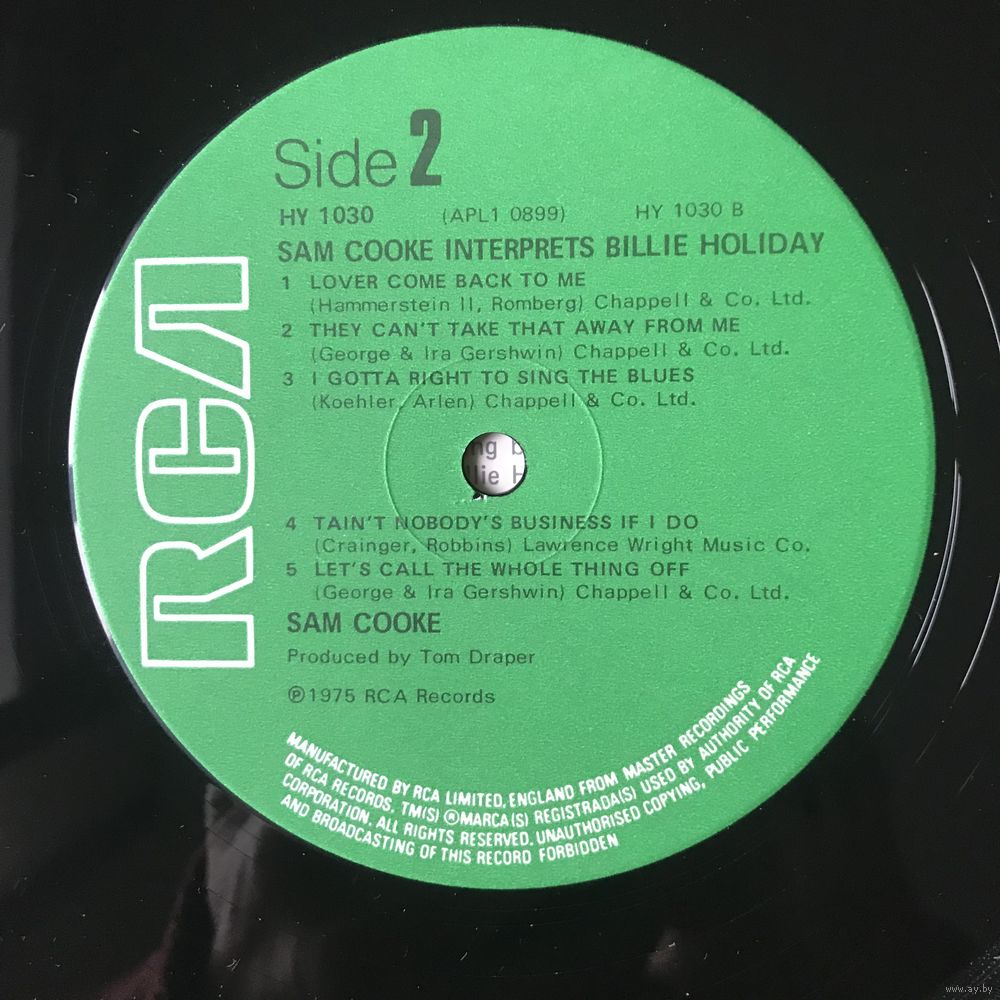 Side 2
HY 1030 (APL1 0899) HY 1030 B
SAM COOKE INTERPRETS BILLIE HOLIDAY
1 LOVER COME BACK TO ME
(Hammerstein II, Romberg) Chappell & Co. Ltd.
2 THEY CAN'T TAKE THAT AWAY FROM ME
(George & Ira Gershwin) Chappell & Co. Ltd.
3 I GOTTA RIGHT TO SING THE BLUES
(Koehler, Arlen) Chappell & Co. Ltd.
4 TAIN'T NOBODY'S BUSINESS IF I DO
(Crainger, Robbins) Lawrence Wright Music Co.
5 LET'S CALL THE WHOLE THING OFF
(George & Ira Gershwin) Chappell & Co. Ltd.
SAM COOKE
Produced by Tom Draper
℗1975 RCA Records
RCA
MANUFACTURED BY RCA LIMITED, ENGLAND FROM MASTER RECORDINGS
OF RCA RECORDS, TM(S) ®MARCA(S) REGISTRADA(S) USED BY AUTHORITY OF RCA
CORPORATION. ALL RIGHTS RESERVED. UNAUTHORISED COPYING, PUBLIC PERFORMANCE
AND BROADCASTING OF THIS RECORD FORBIDDEN
www.ay.by